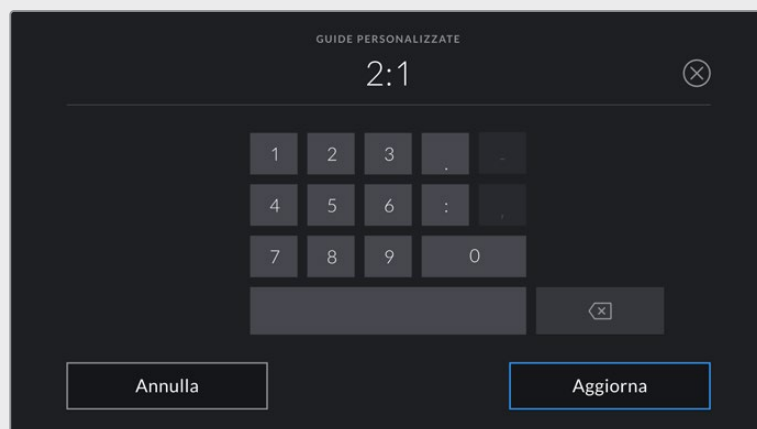 GUIDE PERSONALIZZATE
2:1
1 2 3 . -
4 5 6 : ,
7 8 9 0
Annulla Aggiorna